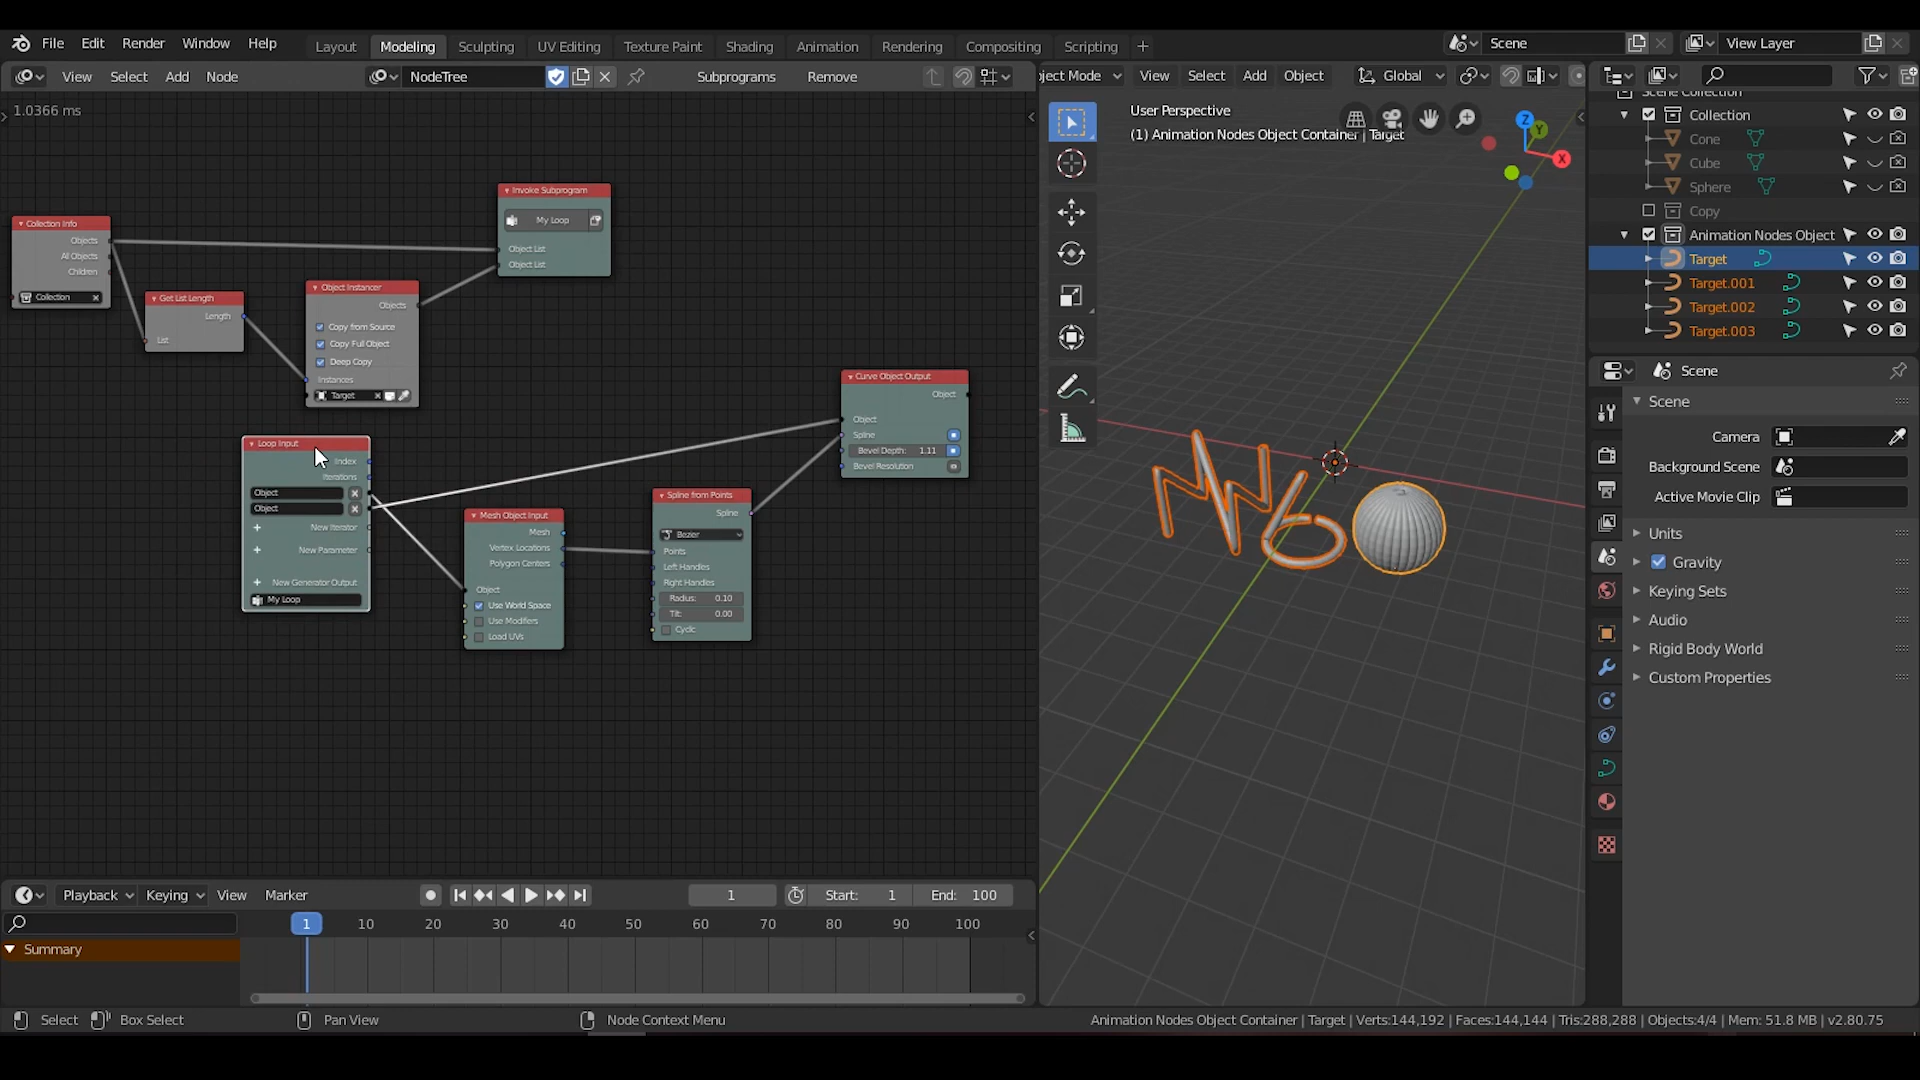 File Edit Render Window Help Layout Modeling Sculpting UV Editing Texture Paint Shading Animation Rendering Compositing Scripting Scene View Layer
View Select Add Node NodeTree Subprograms Remove
ject Mode View Select Add Object Global
1.0366 ms
Collection Info
Objects
All Objects
Children
Collection
Get List Length
Length
List
Object Instancer
Objects
Copy from Source
Copy Full Object
Deep Copy
Instances
Target
Invoke Subprogram
My Loop
Object List
Object List
Loop Input
Index
Iterations
Object
Object
New Iterator
New Parameter
New Generator Output
My Loop
Mesh Object Input
Mesh
Vertex Locations
Polygon Centers
Object
Use World Space
Use Modifiers
Load UVs
Spline from Points
Spline
Bezier
Points
Left Handles
Right Handles
Radius: 0.10
Tilt: 0.00
Cyclic
Curve Object Output
Object
Object
Spline
Bevel Depth: 1.11
Bevel Resolution
User Perspective
(1) Animation Nodes Object Container | Target
Z
Y
X
Scene Collection
Collection
Cone
Cube
Sphere
Copy
Animation Nodes Object
Target
Target.001
Target.002
Target.003
Scene
Scene
Camera
Background Scene
Active Movie Clip
Units
Gravity
Keying Sets
Audio
Rigid Body World
Custom Properties
Playback Keying View Marker 1 Start: 1 End: 100
1 10 20 30 40 50 60 70 80 90 100
Summary
Select Box Select Pan View Node Context Menu Animation Nodes Object Container | Target | Verts:144,192 | Faces:144,144 | Tris:288,288 | Objects:4/4 | Mem: 51.8 MB | v2.80.75